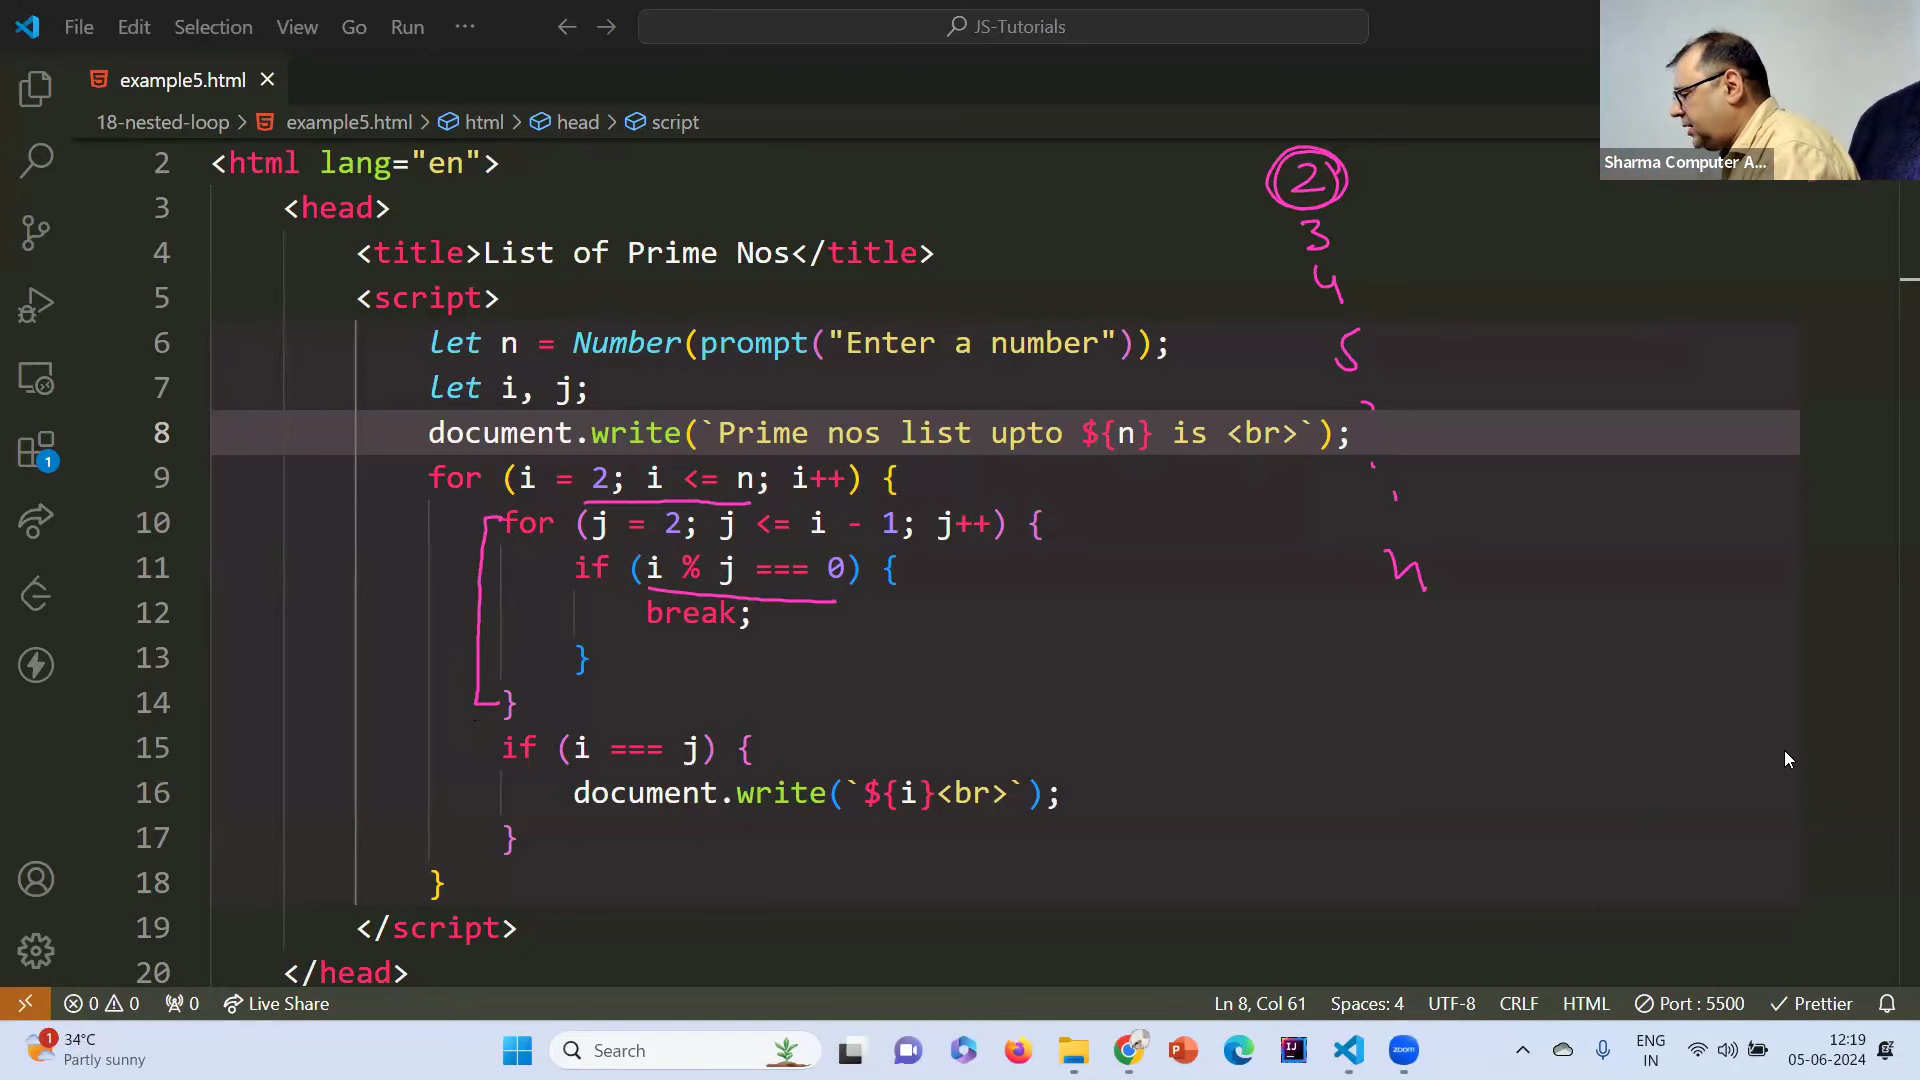 File Edit Selection View Go Run ··· JS-Tutorials
example5.html
18-nested-loop > example5.html > html > head > script
Sharma Computer A...
2 <html lang="en">
3 <head>
4 <title>List of Prime Nos</title>
5 <script>
6 let n = Number(prompt("Enter a number"));
7 let i, j;
8 document.write(`Prime nos list upto ${n} is <br>`);
9 for (i = 2; i <= n; i++) {
10 for (j = 2; j <= i - 1; j++) {
11 if (i % j === 0) {
12 break;
13 }
14 }
15 if (i === j) {
16 document.write(`${i}<br>`);
17 }
18 }
19 </script>
20 </head>
2
3
4
5
n
1
0 0 0 Live Share Ln 8, Col 61 Spaces: 4 UTF-8 CRLF HTML Port : 5500 Prettier
1 34°C
Partly sunny
Search
IJ
P
zoom
ENG
IN
12:19
05-06-2024